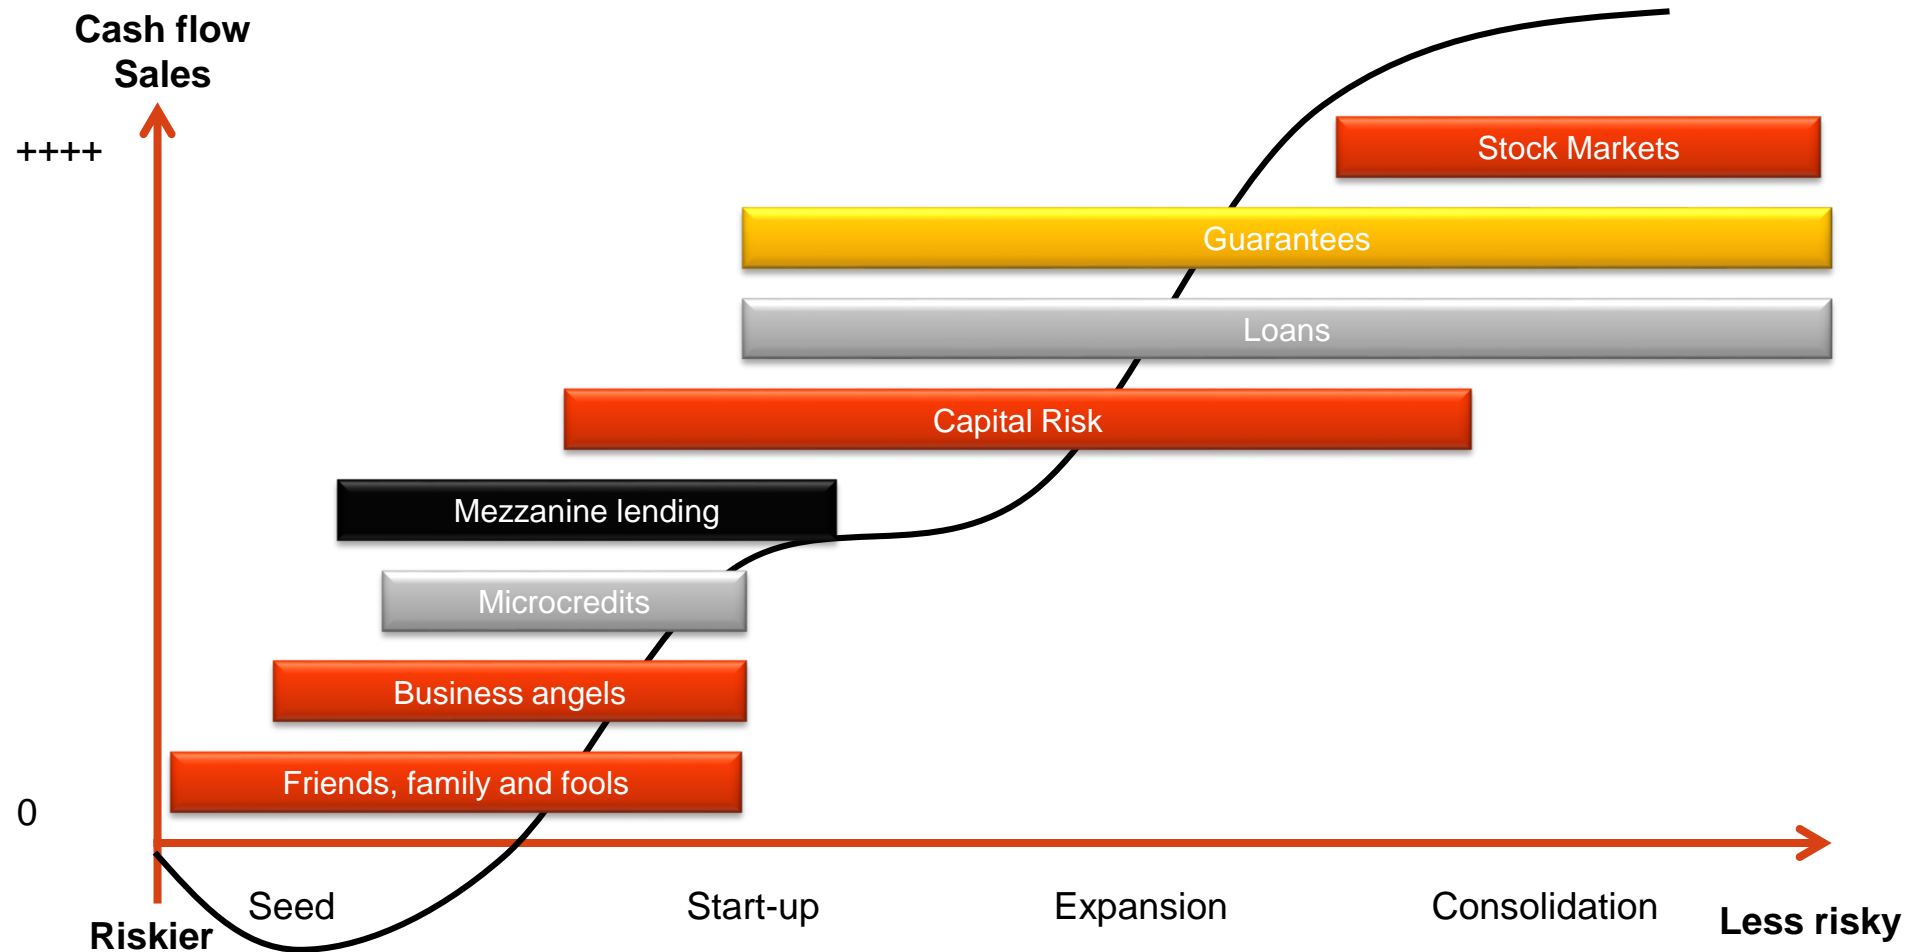 Cash flow
Sales
++++
Stock Markets
Guarantees
Loans
Capital Risk
Mezzanine lending
Microcredits
Business angels
Friends, family and fools
0
Seed
Start-up
Expansion
Consolidation
Riskier
Less risky